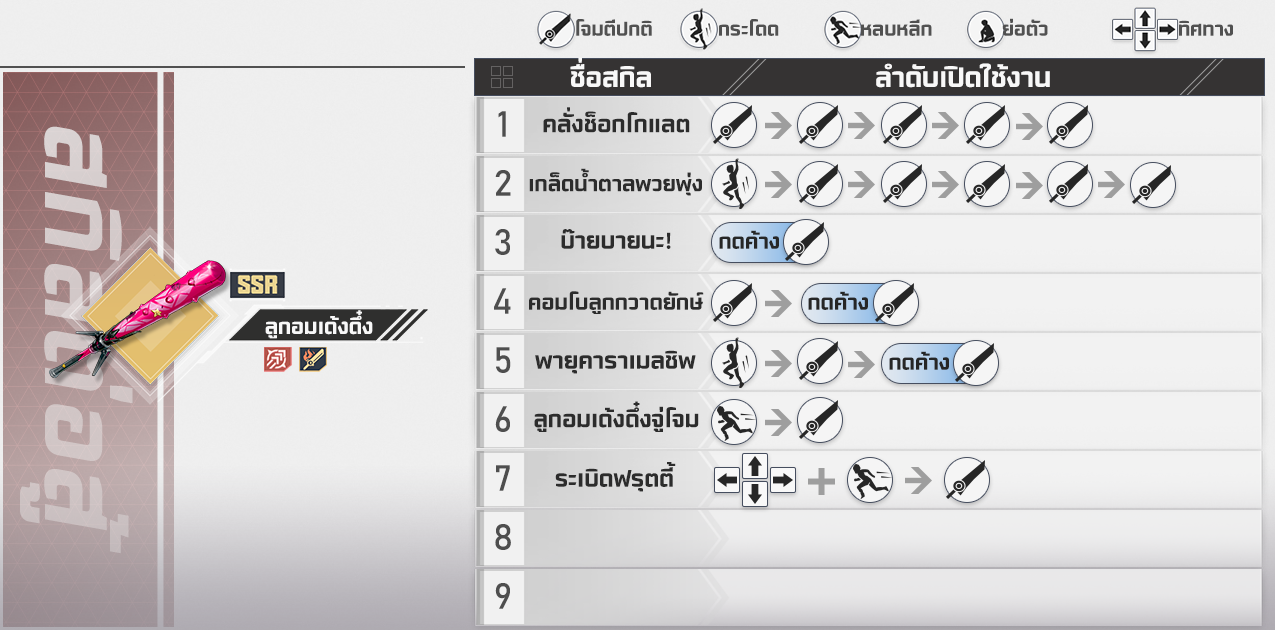 โจมตีปกติ กระโดด หลบหลีก ย่อตัว ทิศทาง
สกิลต่อสู้
SSR
ลูกอมเด้งดึ๋ง
ชื่อสกิล ลำดับเปิดใช้งาน
1 คลั่งช็อกโกแลต
2 เกล็ดน้ำตาลพวยพุ่ง
3 บ๊ายบายนะ! กดค้าง
4 คอมโบลูกกวาดยักษ์ กดค้าง
5 พายุคาราเมลชิพ กดค้าง
6 ลูกอมเด้งดึ๋งจู่โจม
7 ระเบิดฟรุตตี้
8
9